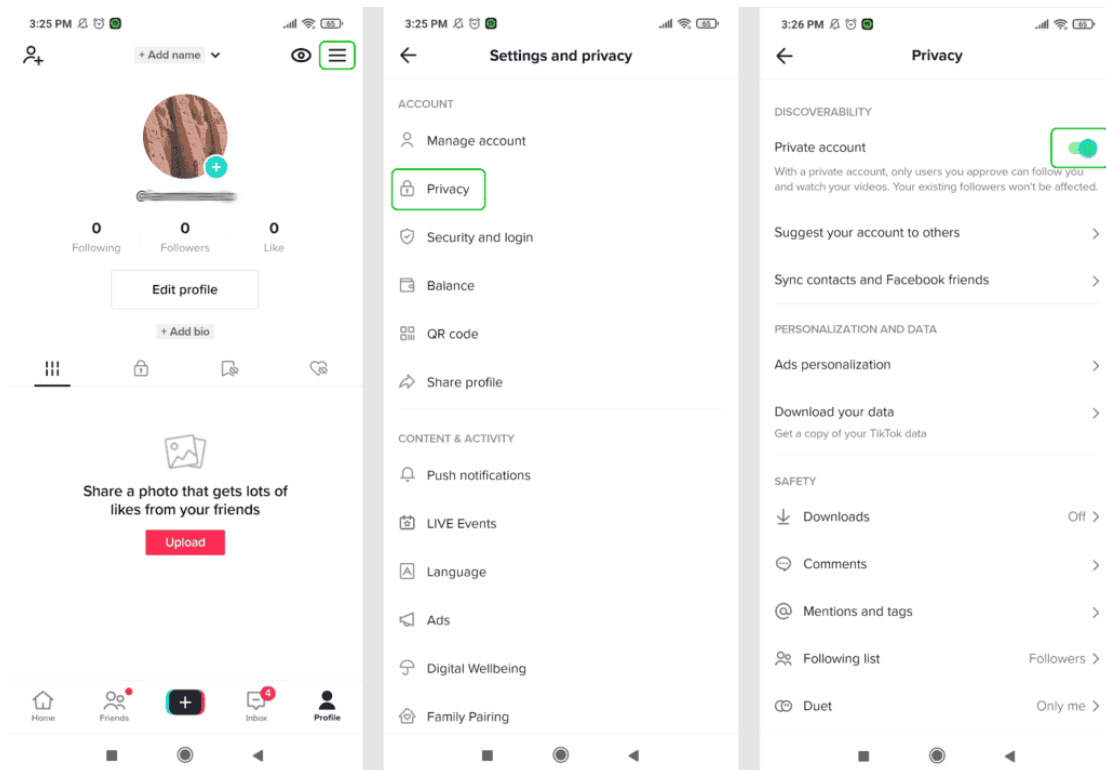 3:25 PM
65
+ Add name
0
0
0
Following
Followers
Like
Edit profile
+ Add bio
Share a photo that gets lots of
likes from your friends
Upload
4
Home
Friends
Inbox
Profile
3:25 PM
65
Settings and privacy
ACCOUNT
Manage account
Privacy
Security and login
Balance
QR code
Share profile
CONTENT & ACTIVITY
Push notifications
LIVE Events
Language
Ads
Digital Wellbeing
Family Pairing
3:26 PM
65
Privacy
DISCOVERABILITY
Private account
With a private account, only users you approve can follow you
and watch your videos. Your existing followers won't be affected.
Suggest your account to others
Sync contacts and Facebook friends
PERSONALIZATION AND DATA
Ads personalization
Download your data
Get a copy of your TikTok data
SAFETY
Downloads Off
Comments
Mentions and tags
Following list Followers
Duet Only me